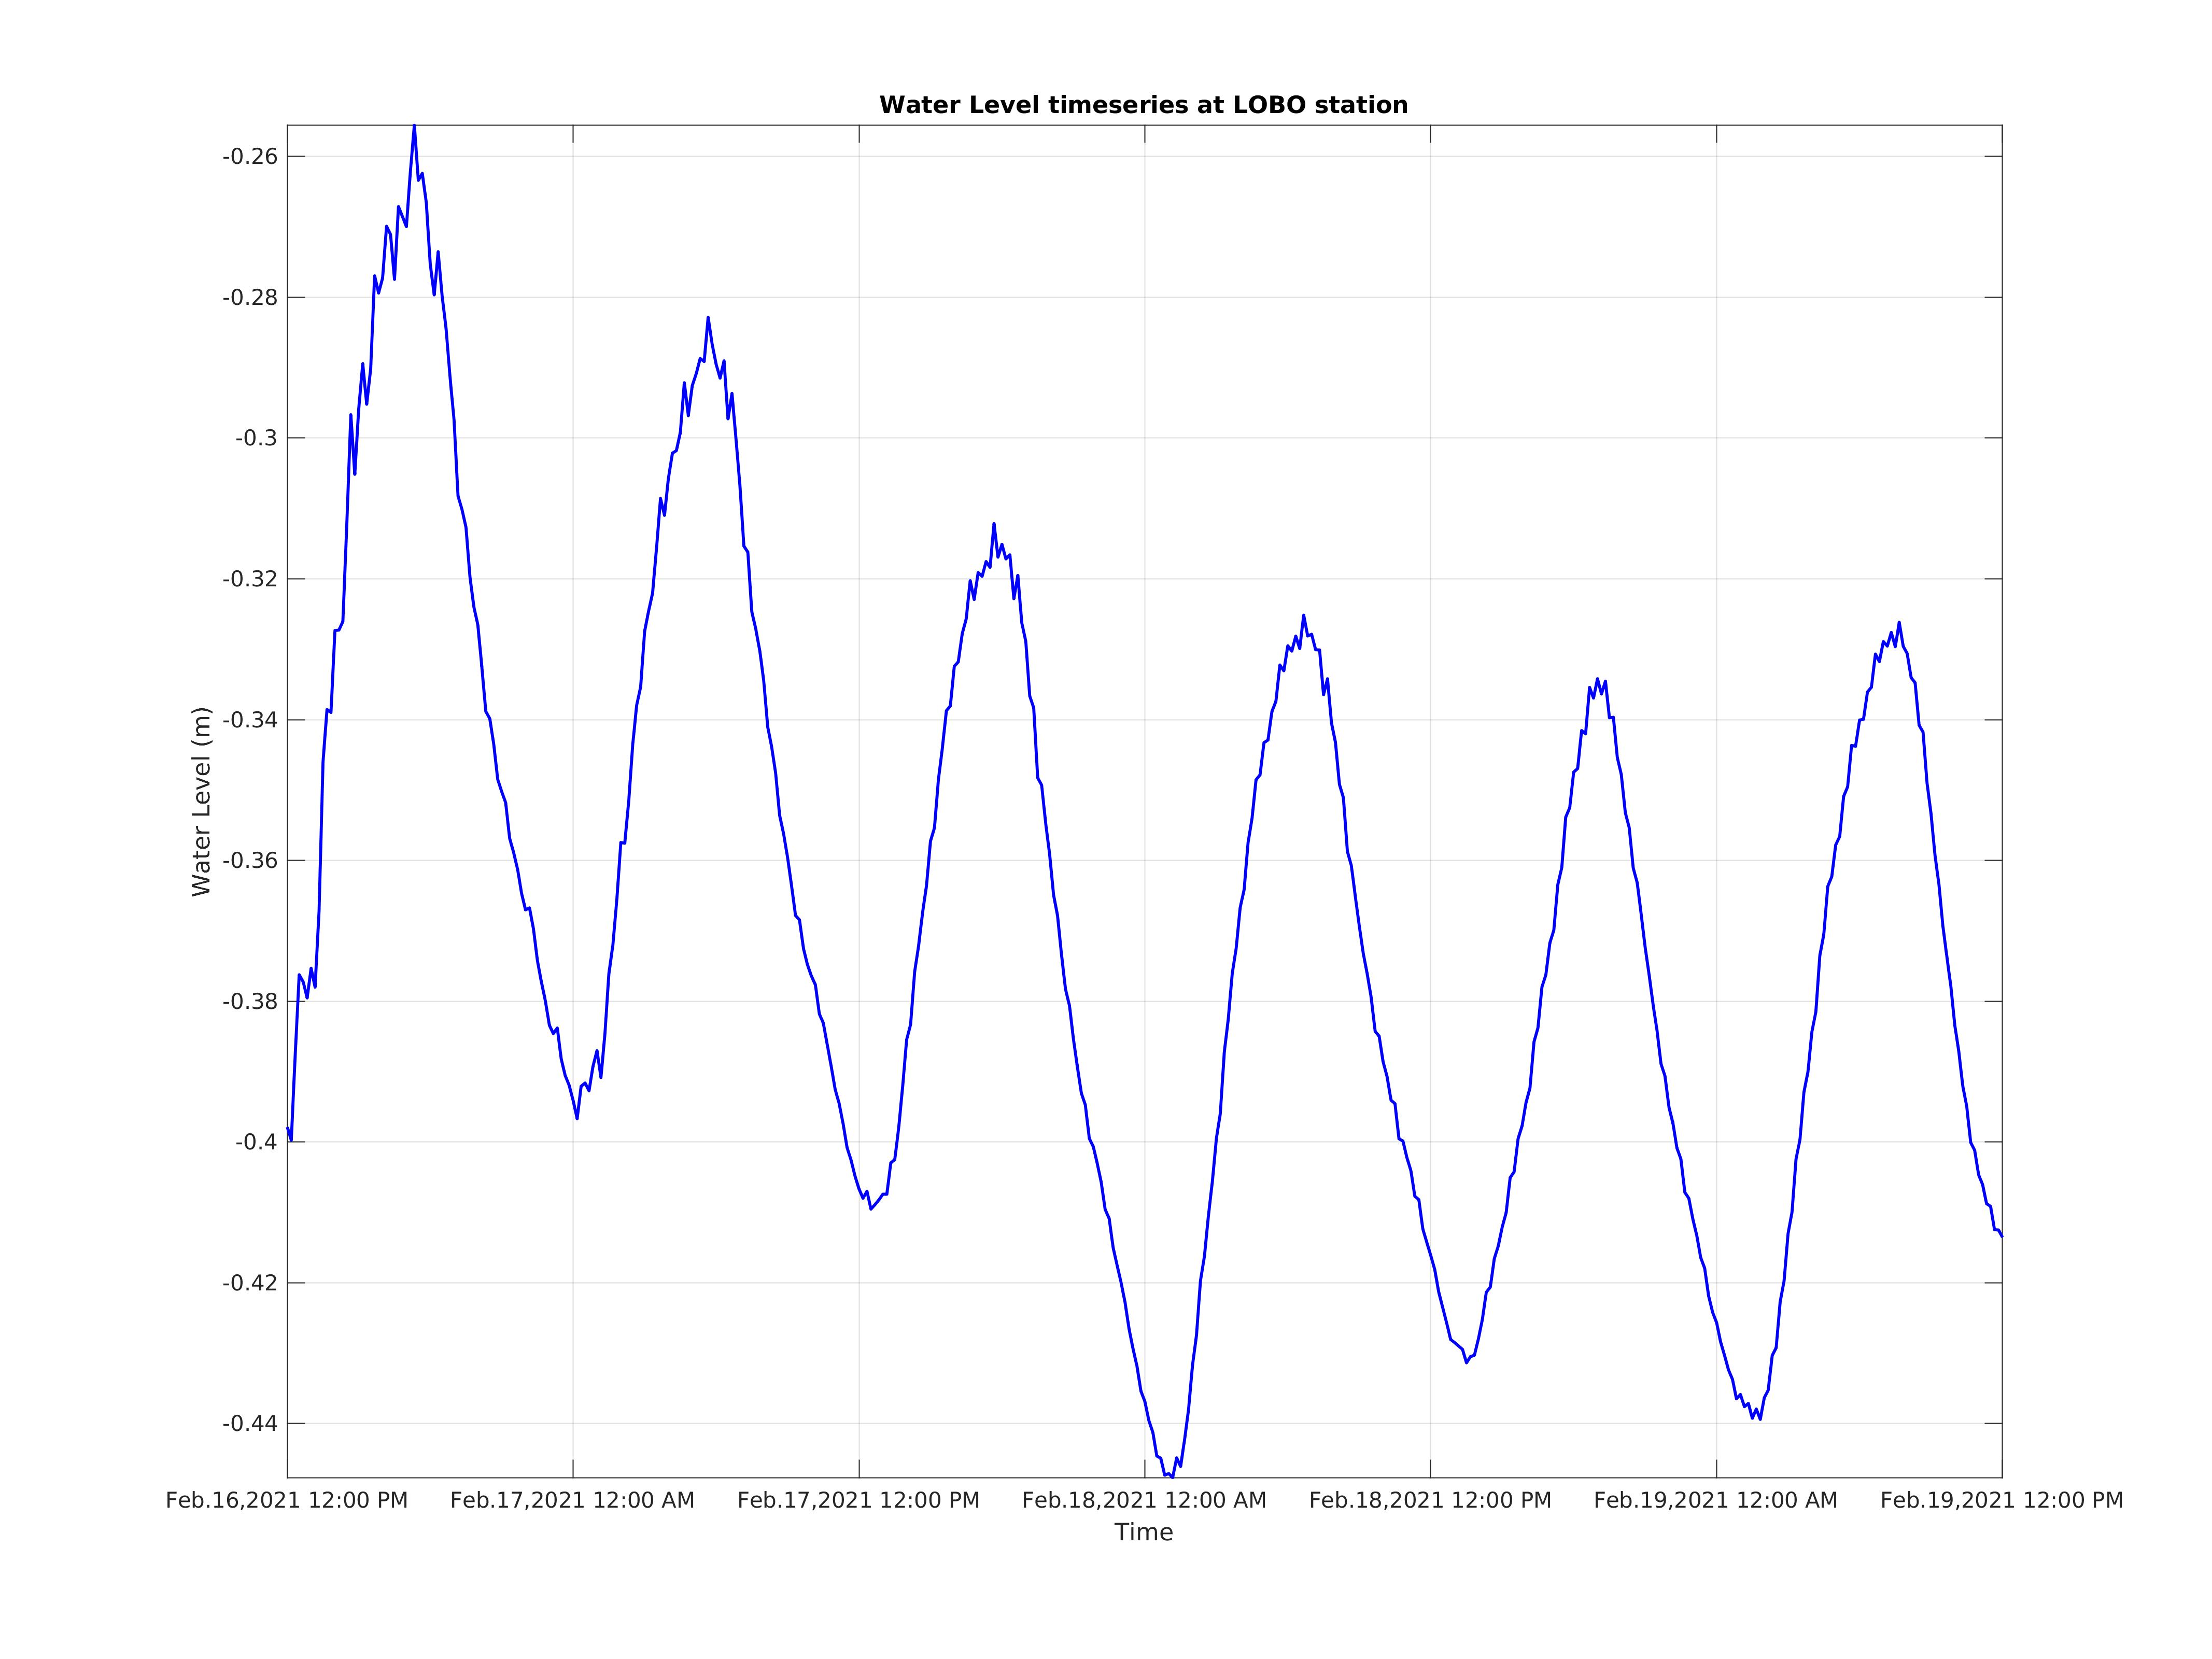 Water Level timeseries at LOBO station
-0.26
-0.28
-0.3
-0.32
-0.34
-0.36
-0.38
-0.4
-0.42
-0.44
Water Level (m)
Feb.16,2021 12:00 PM Feb.17,2021 12:00 AM Feb.17,2021 12:00 PM Feb.18,2021 12:00 AM Feb.18,2021 12:00 PM Feb.19,2021 12:00 AM Feb.19,2021 12:00 PM
Time